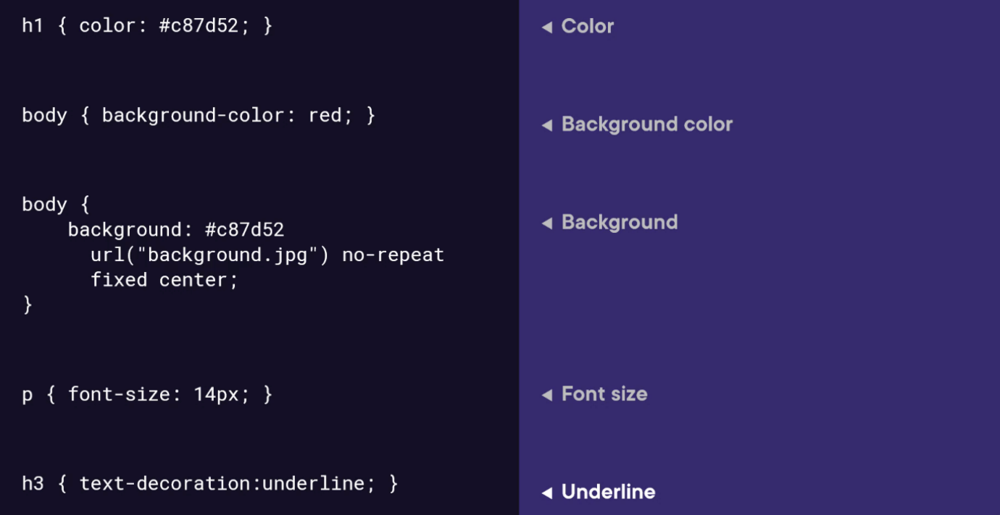 h1 { color: #c87d52; }
◄ Color
body { background-color: red; }
◄ Background color
body {
    background: #c87d52
      url("background.jpg") no-repeat
      fixed center;
}
◄ Background
p { font-size: 14px; }
◄ Font size
h3 { text-decoration:underline; }
◄ Underline